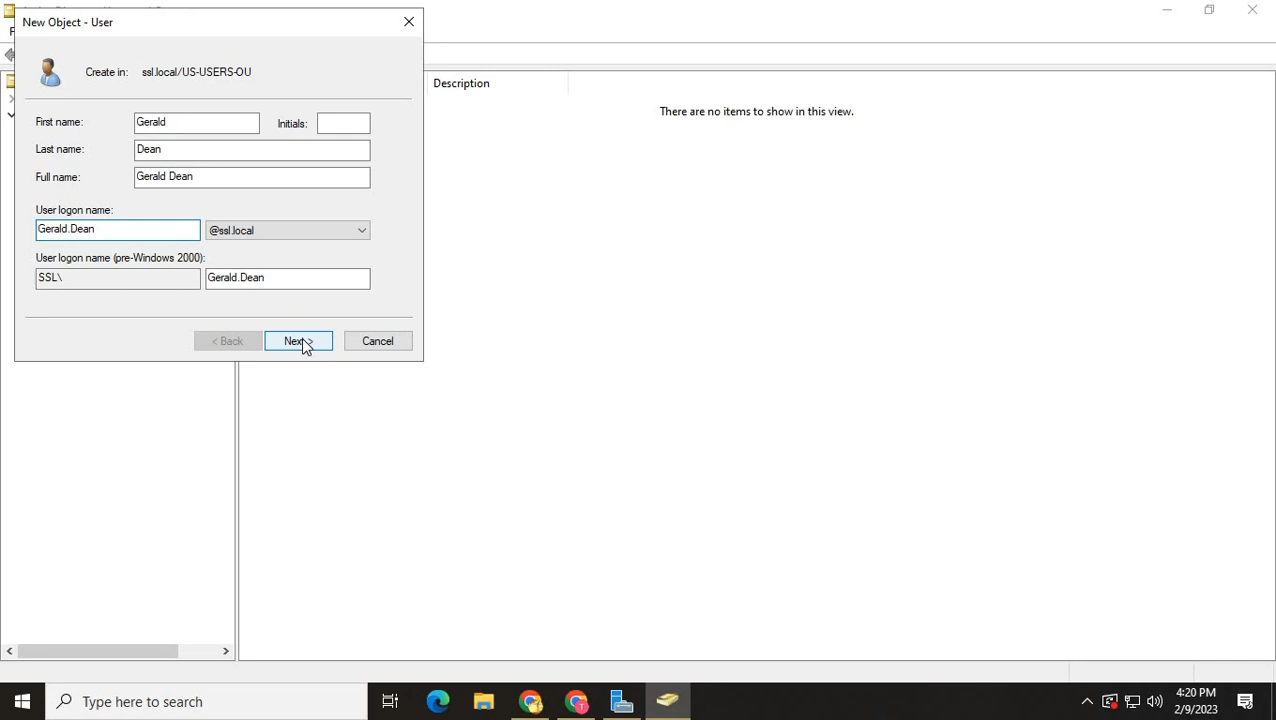 New Object - User
Create in: ssl.local/US-USERS-OU
Description
There are no items to show in this view.
First name: Gerald Initials:
Last name: Dean
Full name: Gerald Dean
User logon name:
Gerald.Dean @ssl.local
User logon name (pre-Windows 2000):
SSL\ Gerald.Dean
< Back Next > Cancel
Type here to search
4:20 PM
2/9/2023